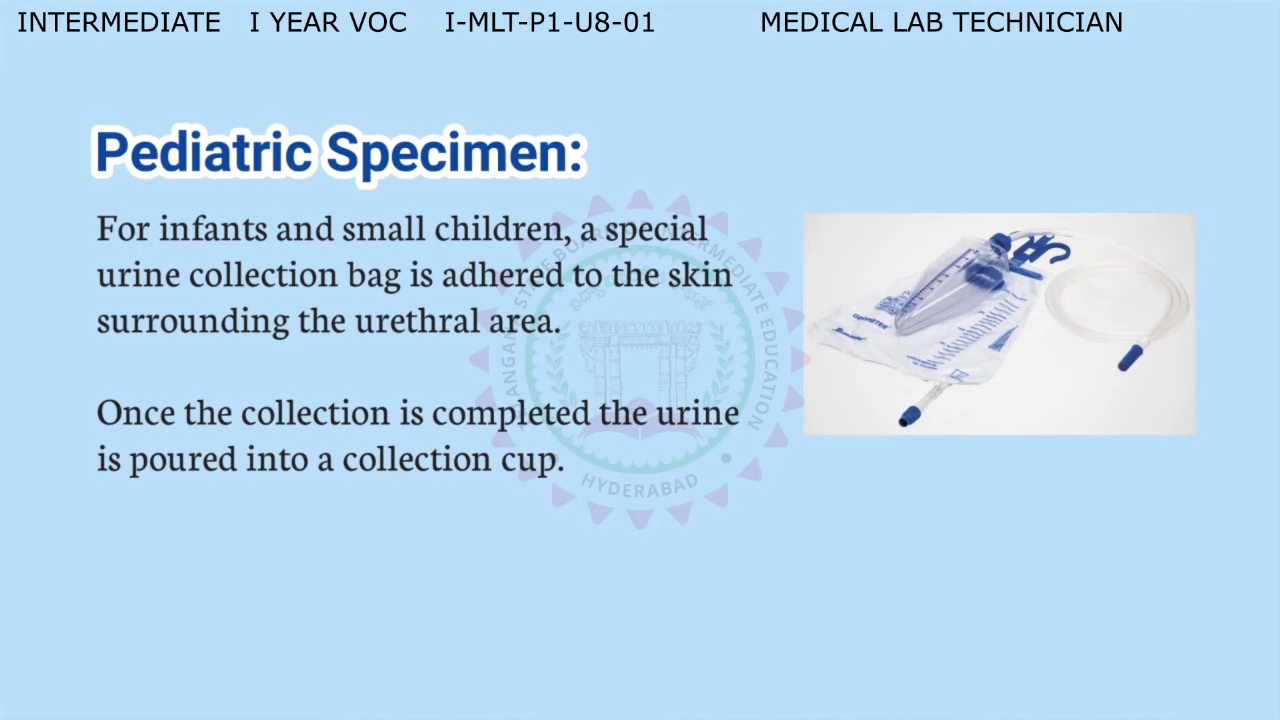 INTERMEDIATE I YEAR VOC I-MLT-P1-U8-01 MEDICAL LAB TECHNICIAN
Pediatric Specimen:
For infants and small children, a special
urine collection bag is adhered to the skin
surrounding the urethral area.
Once the collection is completed the urine
is poured into a collection cup.
HYDERABAD